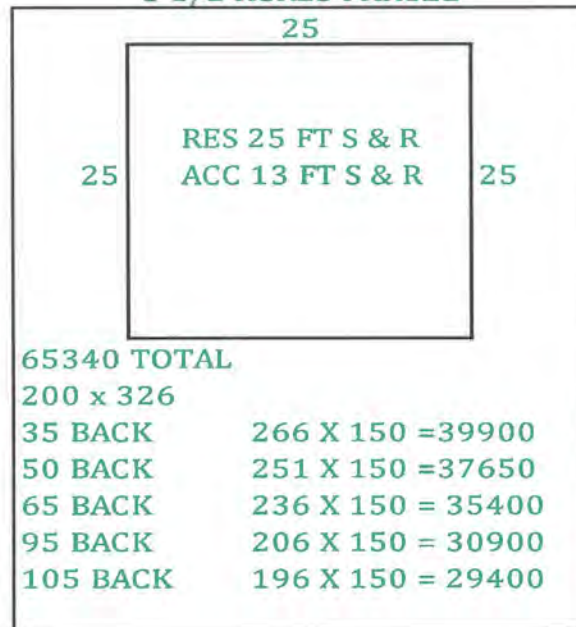 25
RES 25 FT S & R
25 ACC 13 FT S & R 25
65340 TOTAL
200 x 326
35 BACK 266 X 150 =39900
50 BACK 251 X 150 =37650
65 BACK 236 X 150 = 35400
95 BACK 206 X 150 = 30900
105 BACK 196 X 150 = 29400